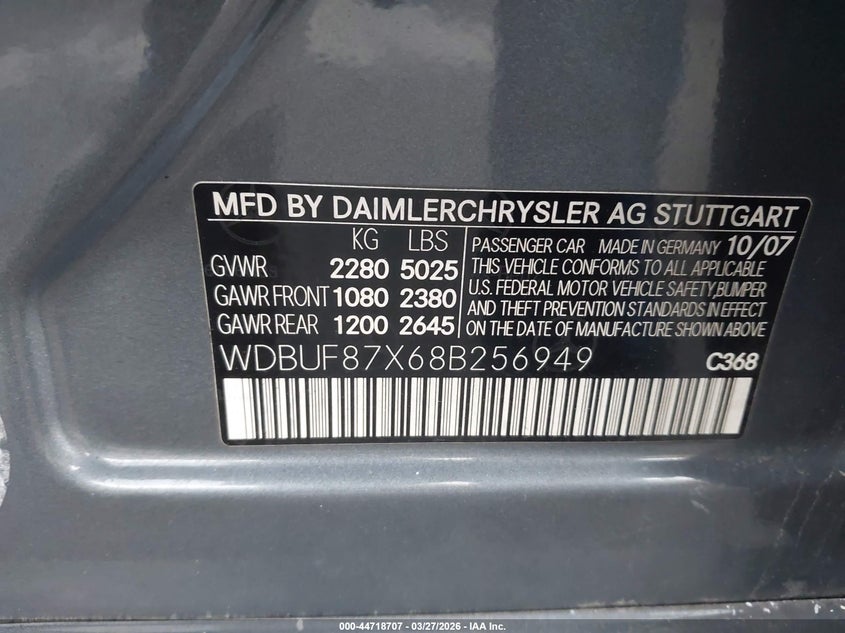 MFD BY DAIMLERCHRYSLER AG STUTTGART
KG LBS
GVWR 2280 5025
GAWR FRONT 1080 2380
GAWR REAR 1200 2645
PASSENGER CAR MADE IN GERMANY 10/07
THIS VEHICLE CONFORMS TO ALL APPLICABLE
U.S. FEDERAL MOTOR VEHICLE SAFETY,BUMPER
AND THEFT PREVENTION STANDARDS IN EFFECT
ON THE DATE OF MANUFACTURE SHOWN ABOVE
WDBUF87X68B256949 C368
000-44718707 - 03/27/2026 - IAA Inc.